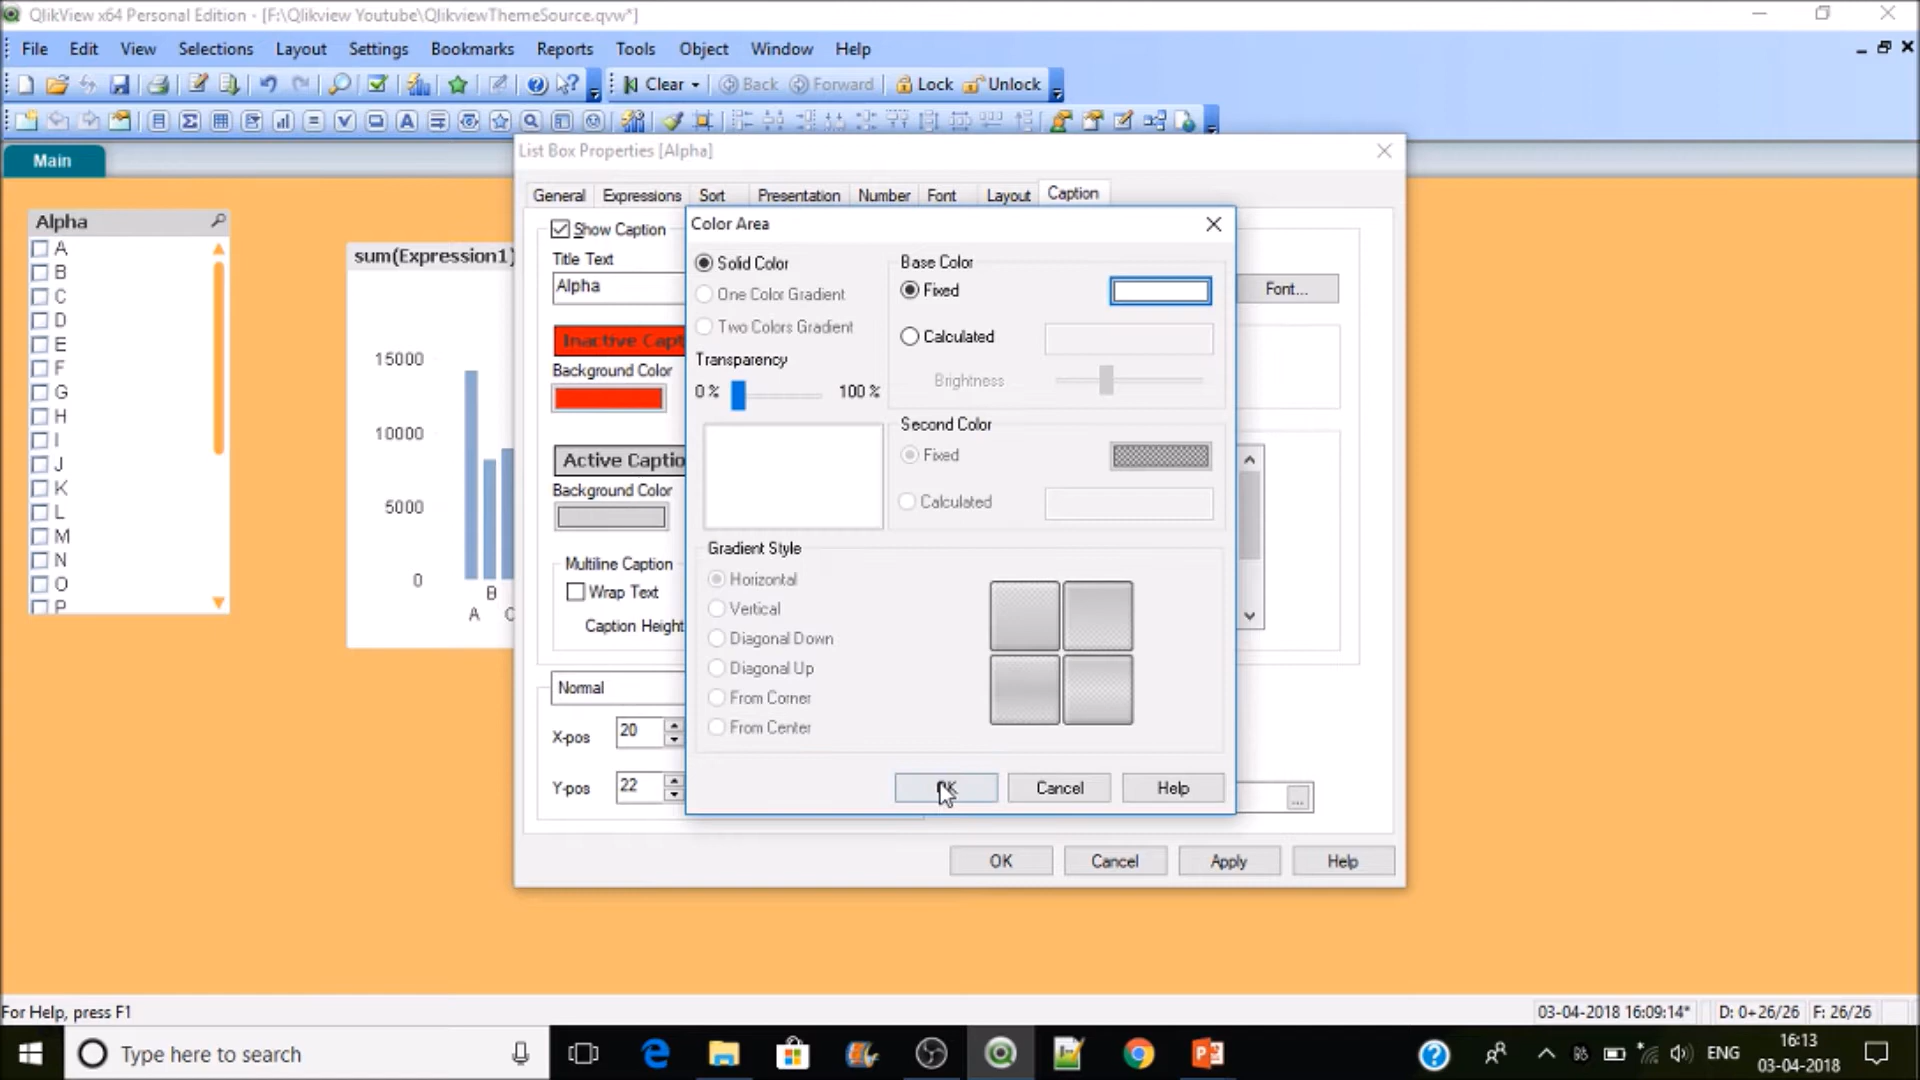 QlikView x64 Personal Edition - [F:\Qlikview Youtube\QlikviewThemeSource.qvw*]
File Edit View Selections Layout Settings Bookmarks Reports Tools Object Window Help
Clear Back Forward Lock Unlock
Main
List Box Properties [Alpha]
General Expressions Sort Presentation Number Font Layout Caption
Alpha
A
B
C
D
E
F
G
H
I
J
K
L
M
N
O
P
sum(Expression1)
15000
10000
5000
0
B
A
Show Caption
Title Text
Alpha
Font...
Background Color
Background Color
Multiline Caption
Wrap Text
Caption Height
Normal
X-pos 20
Y-pos 22
...
Color Area
Solid Color
One Color Gradient
Two Colors Gradient
Transparency
0 % 100 %
Base Color
Fixed
Calculated
Brightness
Second Color
Fixed
Calculated
Gradient Style
Horizontal
Vertical
Diagonal Down
Diagonal Up
From Corner
From Center
OK Cancel Help
OK Cancel Apply Help
For Help, press F1
03-04-2018 16:09:14* D: 0+26/26 F: 26/26
Type here to search
ENG
16:13
03-04-2018